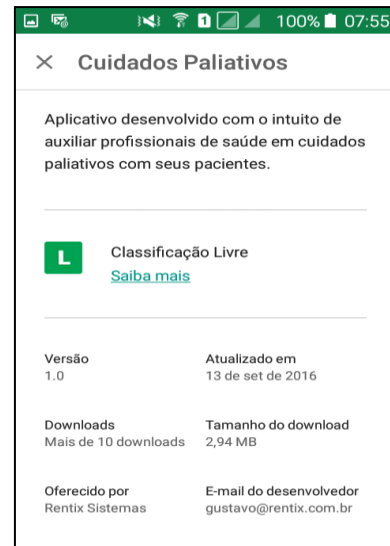 1 100% 07:55
× Cuidados Paliativos
Aplicativo desenvolvido com o intuito de
auxiliar profissionais de saúde em cuidados
paliativos com seus pacientes.
L Classificação Livre
Saiba mais
Versão Atualizado em
1.0 13 de set de 2016
Downloads Tamanho do download
Mais de 10 downloads 2,94 MB
Oferecido por E-mail do desenvolvedor
Rentix Sistemas gustavo@rentix.com.br